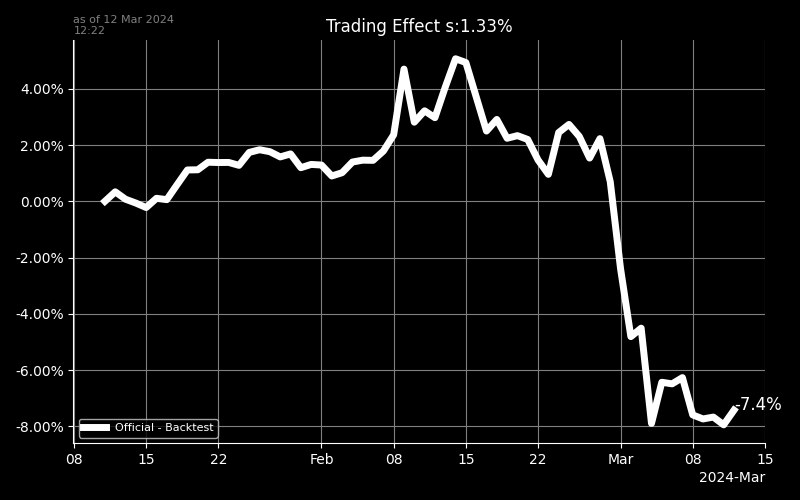 as of 12 Mar 2024
12:22
Trading Effect s:1.33%
4.00%
2.00%
0.00%
-2.00%
-4.00%
-6.00%
-8.00%
-7.4%
Official - Backtest
08 15 22 Feb 08 15 22 Mar 08 15
2024-Mar